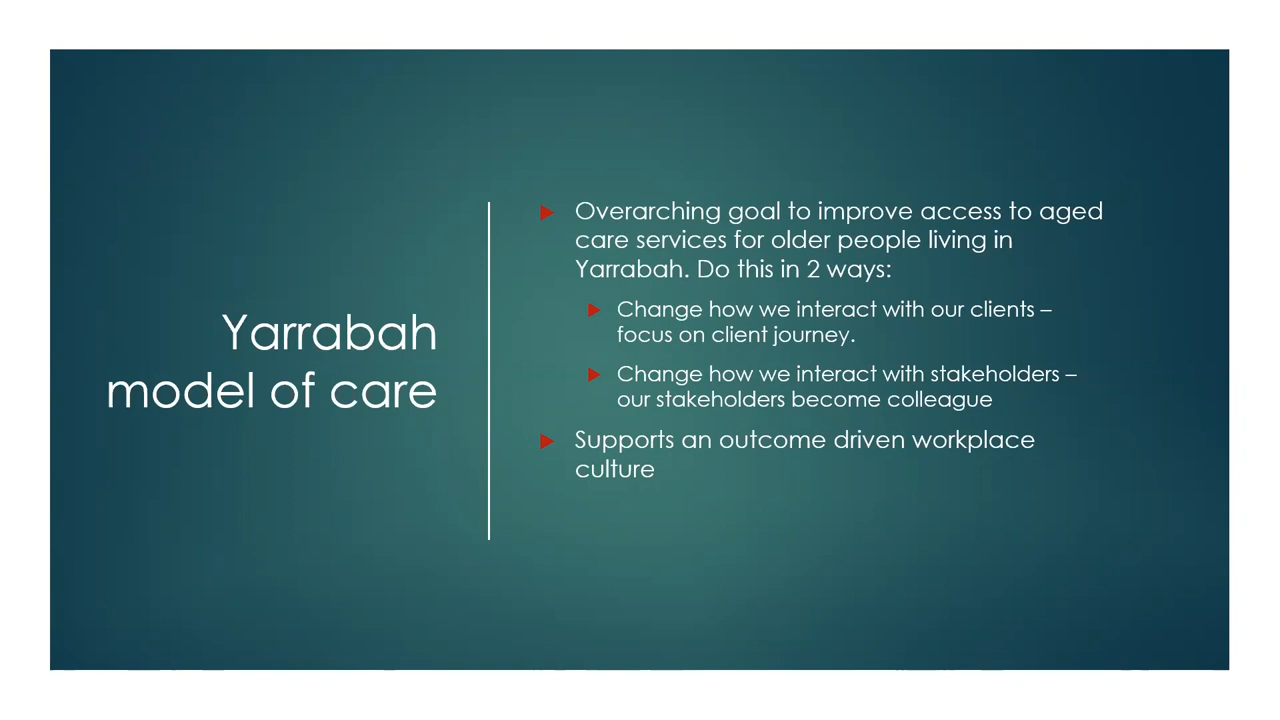 Yarrabah
model of care
Overarching goal to improve access to aged
care services for older people living in
Yarrabah. Do this in 2 ways:
Change how we interact with our clients –
focus on client journey.
Change how we interact with stakeholders –
our stakeholders become colleague
Supports an outcome driven workplace
culture